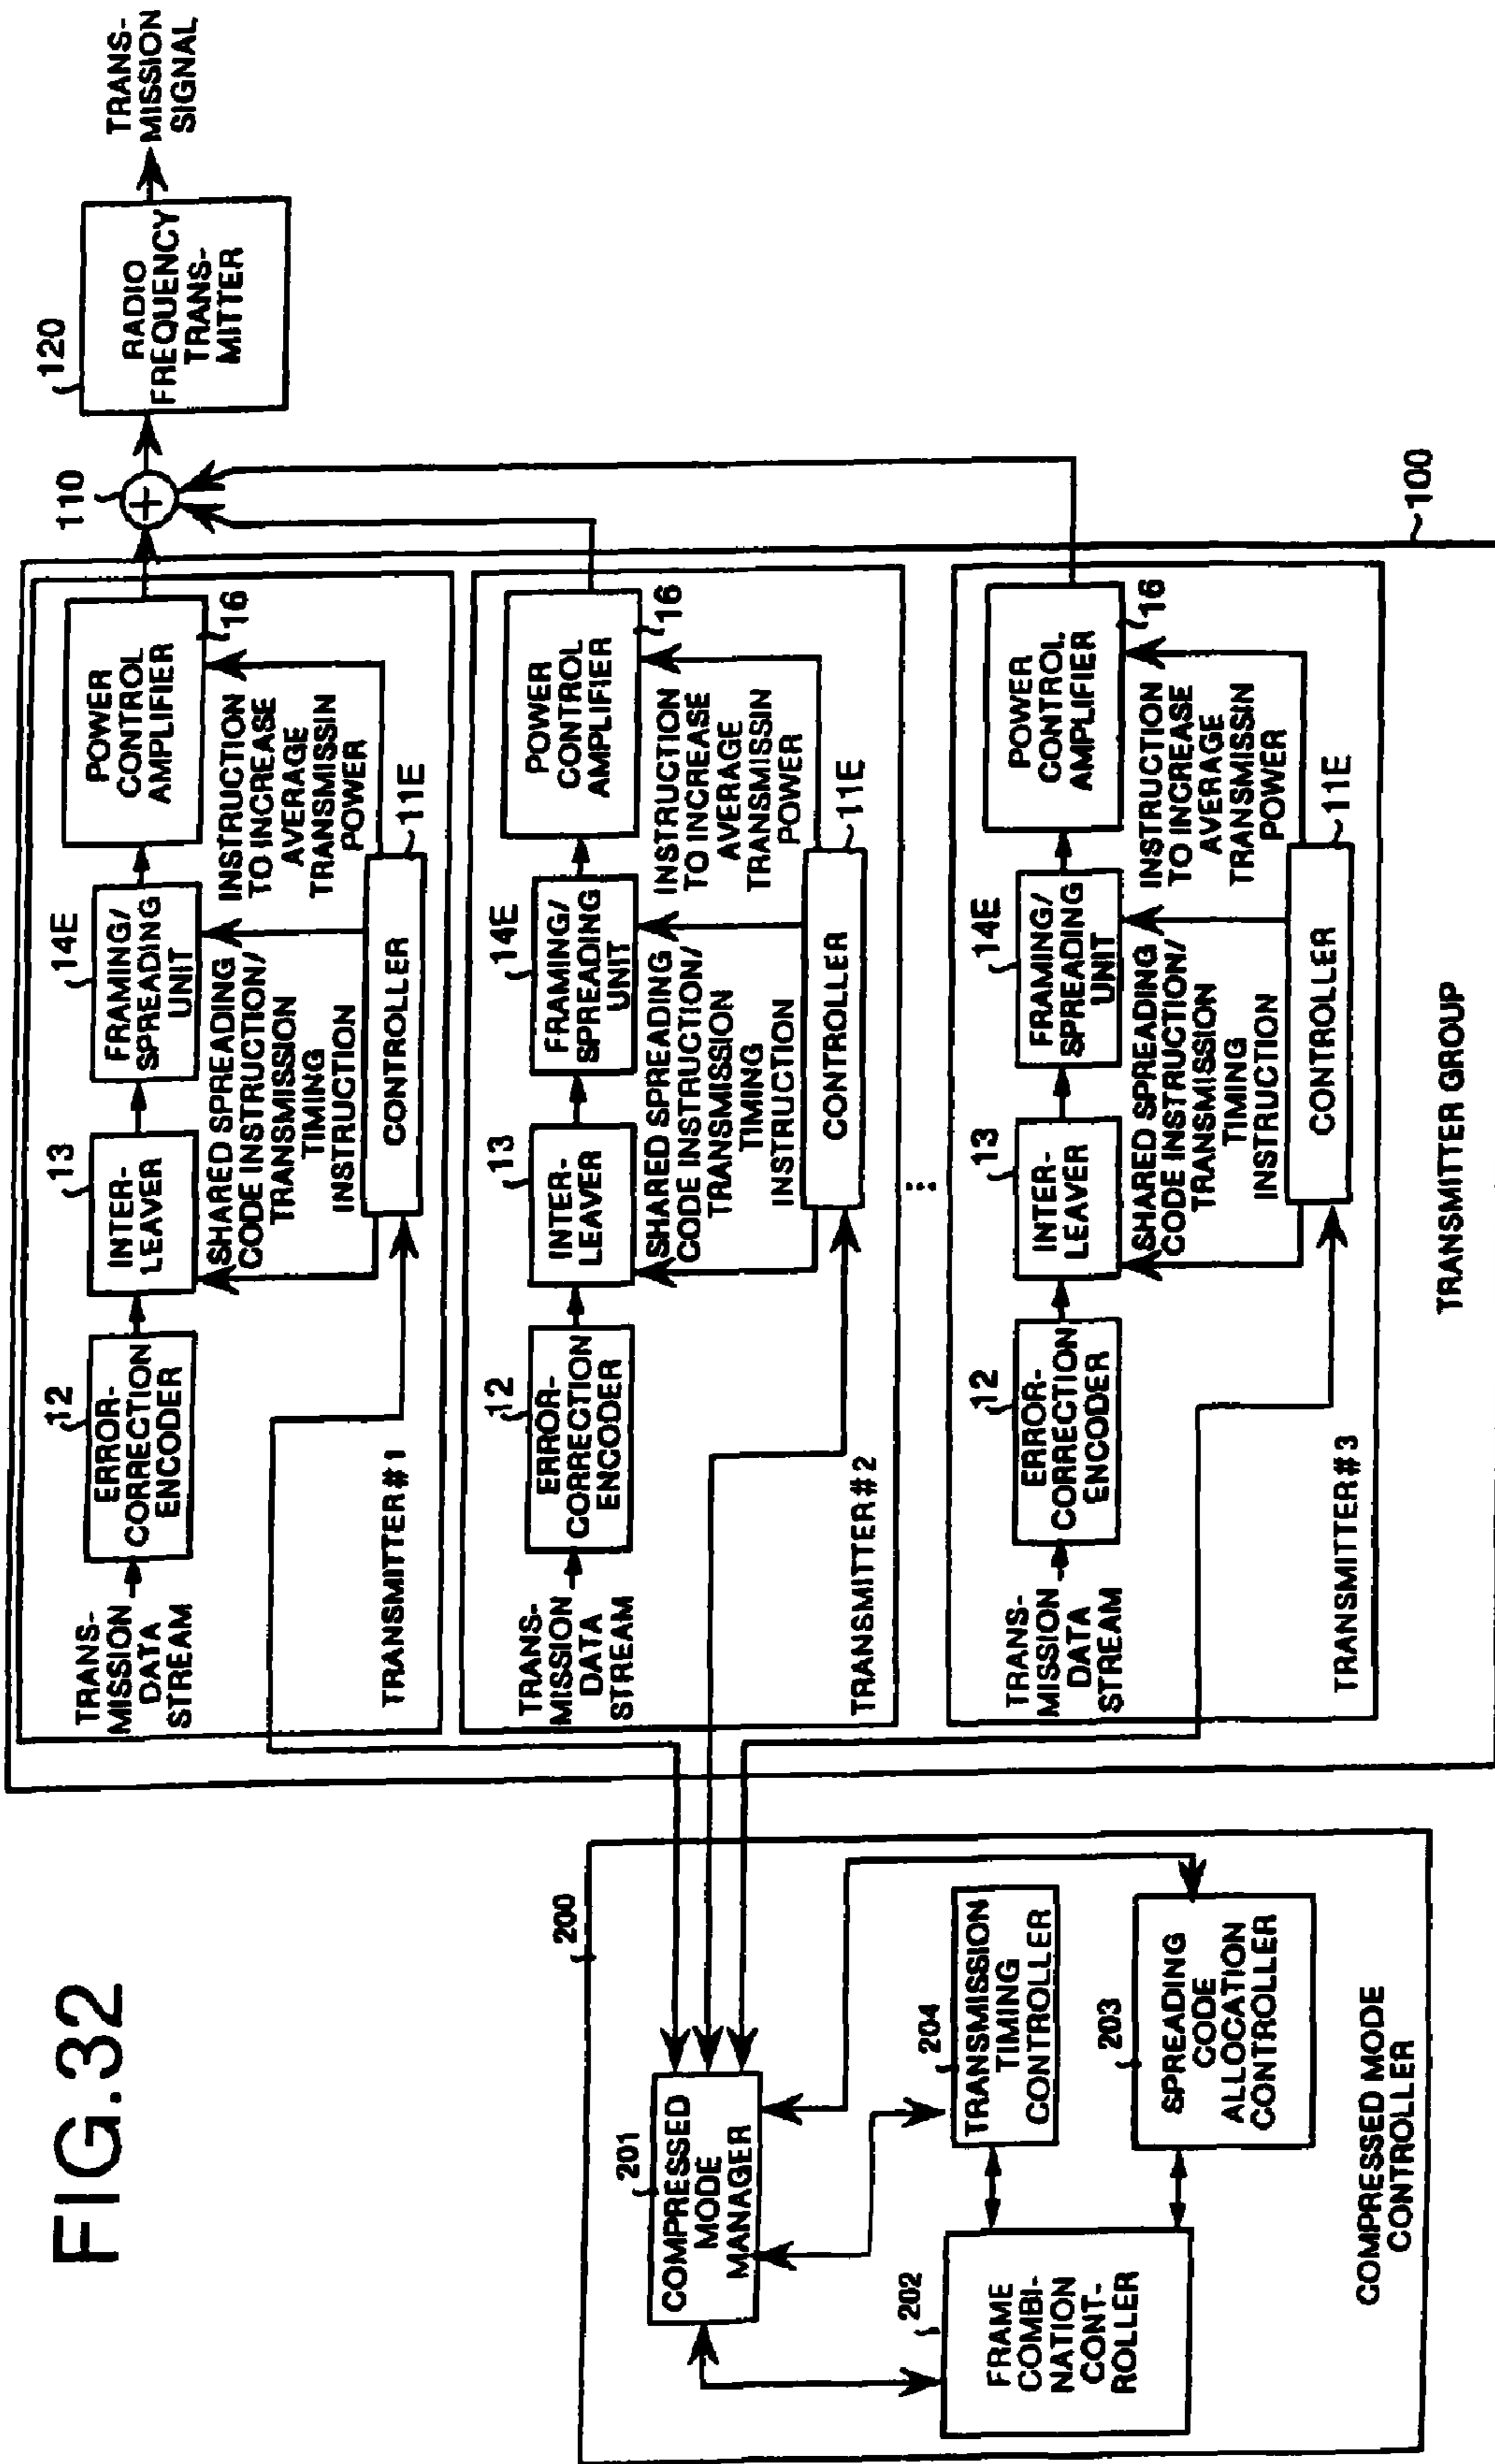 FIG.32
TRANS-
MISSION
DATA
STREAM
12
ERROR-
CORRECTION
ENCODER
13
INTER-
LEAVER
14E
FRAMING/
SPREADING
UNIT
POWER
CONTROL
AMPLIFIER
16
SHARED SPREADING
CODE INSTRUCTION/
TRANSMISSION
TIMING
INSTRUCTION
INSTRUCTION
TO INCREASE
AVERAGE
TRANSMISSIN
POWER
CONTROLLER
11E
TRANSMITTER#1
110
+
120
RADIO
FREQUENCY
TRANS-
MITTER
TRANS-
MISSION
SIGNAL
TRANS-
MISSION
DATA
STREAM
12
ERROR-
CORRECTION
ENCODER
13
INTER-
LEAVER
14E
FRAMING/
SPREADING
UNIT
POWER
CONTROL
AMPLIFIER
16
SHARED SPREADING
CODE INSTRUCTION/
TRANSMISSION
TIMING
INSTRUCTION
INSTRUCTION
TO INCREASE
AVERAGE
TRANSMISSIN
POWER
CONTROLLER
11E
TRANSMITTER#2
TRANS-
MISSION
DATA
STREAM
12
ERROR-
CORRECTION
ENCODER
13
INTER-
LEAVER
14E
FRAMING/
SPREADING
UNIT
POWER
CONTROL
AMPLIFIER
16
SHARED SPREADING
CODE INSTRUCTION/
TRANSMISSION
TIMING
INSTRUCTION
INSTRUCTION
TO INCREASE
AVERAGE
TRANSMISSIN
POWER
CONTROLLER
11E
TRANSMITTER#3
TRANSMITTER GROUP
100
200
201
COMPRESSED
MODE
MANAGER
202
FRAME
COMBI-
NATION
CONT-
ROLLER
204
TRANSMISSION
TIMING
CONTROLLER
203
SPREADING
CODE
ALLOCATION
CONTROLLER
COMPRESSED MODE
CONTROLLER